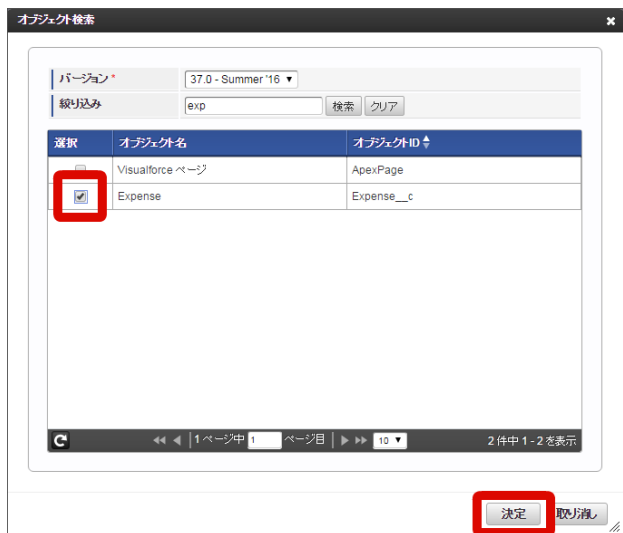 オブジェクト検索
バージョン* 37.0 - Summer '16
絞り込み exp 検索 クリア
選択 オブジェクト名 オブジェクトID
Visualforce ページ ApexPage
Expense Expense__c
1 ページ中 1 ページ目 10 2 件中 1 - 2 を表示
決定 取り消し